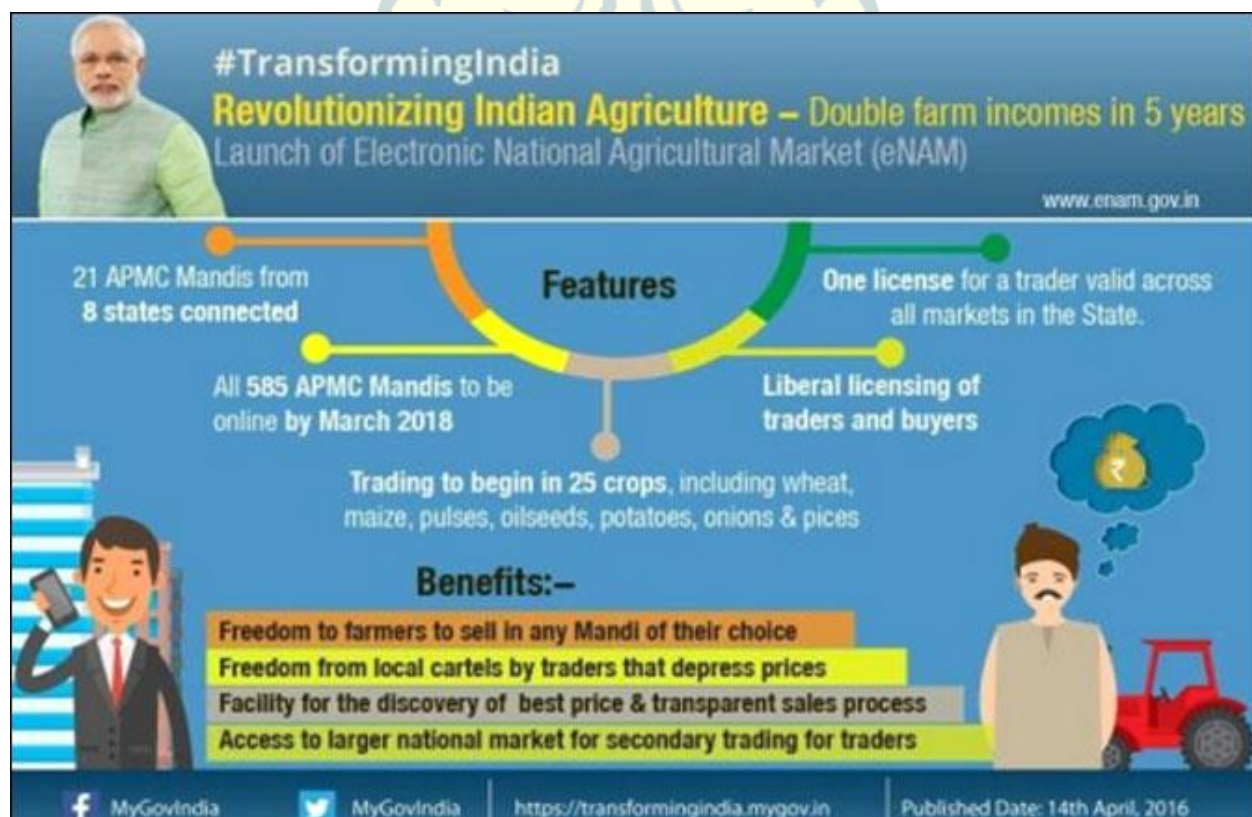 #TransformingIndia
Revolutionizing Indian Agriculture – Double farm incomes in 5 years
Launch of Electronic National Agricultural Market (eNAM)
www.enam.gov.in
Features
21 APMC Mandis from
8 states connected
One license for a trader valid across
all markets in the State.
All 585 APMC Mandis to be
online by March 2018
Liberal licensing of
traders and buyers
Trading to begin in 25 crops, including wheat,
maize, pulses, oilseeds, potatoes, onions & pices
₹
Benefits:–
Freedom to farmers to sell in any Mandi of their choice
Freedom from local cartels by traders that depress prices
Facility for the discovery of best price & transparent sales process
Access to larger national market for secondary trading for traders
MyGovIndia
MyGovIndia
https://transformingindia.mygov.in
Published Date: 14th April, 2016